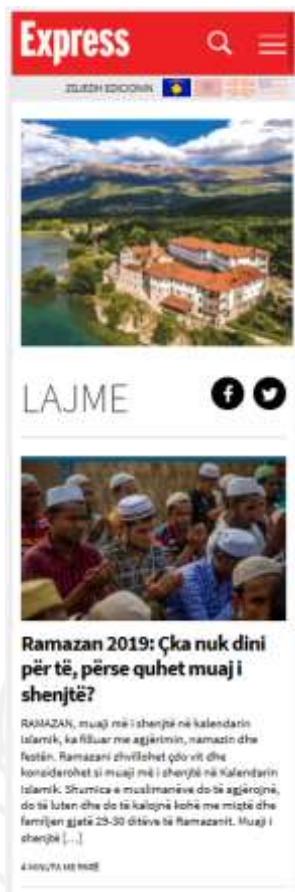 Express
ZGJEDH EDICIONIN
LAJME
Ramazan 2019: Çka nuk dini
për të, përse quhet muaj i
shenjtë?
RAMAZAN, muaji më i shenjtë në kalendarin
islamik, ka filluar me agjërimin, namazin dhe
festën. Ramazani zhvillohet çdo vit dhe
konsiderohet si muaji më i shenjtë në Kalendarin
Islamik. Shumica e muslimanëve do të agjërojnë,
do të luten dhe do të kalojnë kohë me miqtë dhe
familjen gjatë 29-30 ditëve të Ramazanit. Muaji i
shenjtë [...]
4 MINUTA MË PARË